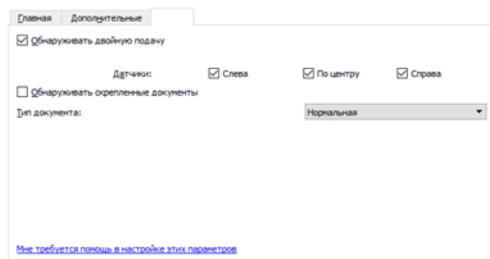 Главная Дополнительные
Обнаруживать двойную подачу
Датчики: Слева По центру Справа
Обнаруживать скрепленные документы
Тип документа: Нормальная
Мне требуется помощь в настройке этих параметров